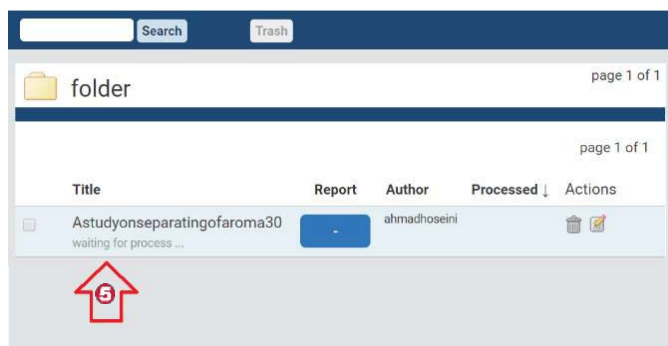 Search Trash
folder page 1 of 1
page 1 of 1
Title Report Author Processed ↓ Actions
Astudyonseparatingofaroma30 - ahmadhoseini
waiting for process ...
5